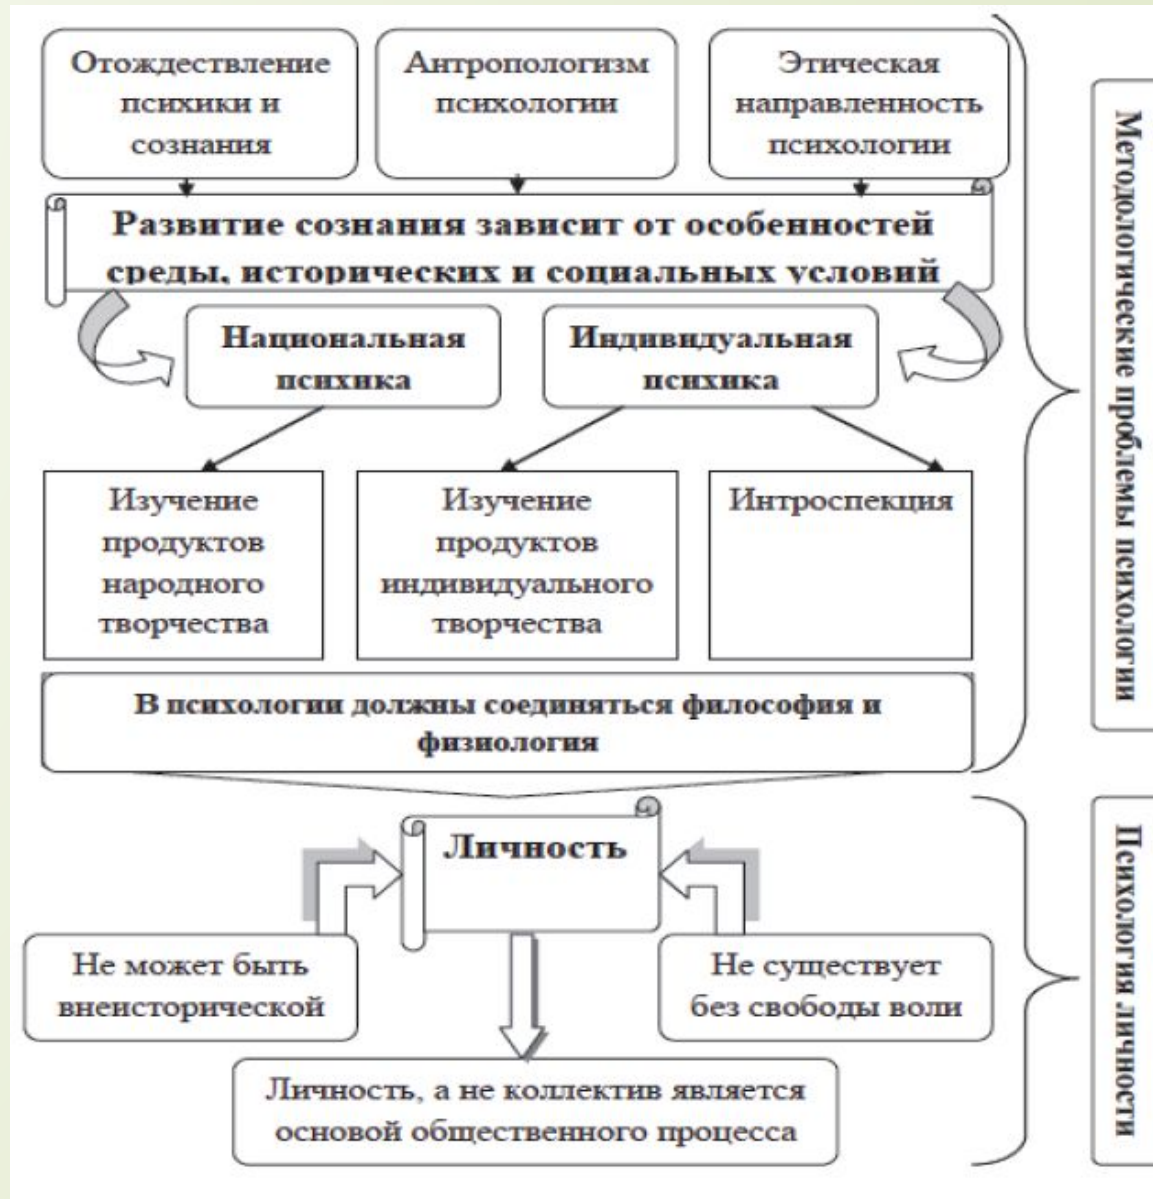 Отождествление
психики и
сознания
Антропологизм
психологии
Этическая
направленность
психологии
Развитие сознания зависит от особенностей
среды, исторических и социальных условий
Национальная
психика
Индивидуальная
психика
Изучение
продуктов
народного
творчества
Изучение
продуктов
индивидуального
творчества
Интроспекция
В психологии должны соединяться философия и
физиология
Методологические проблемы психологии
Личность
Не может быть
внеисторической
Не существует
без свободы воли
Личность, а не коллектив является
основой общественного процесса
Психология личности